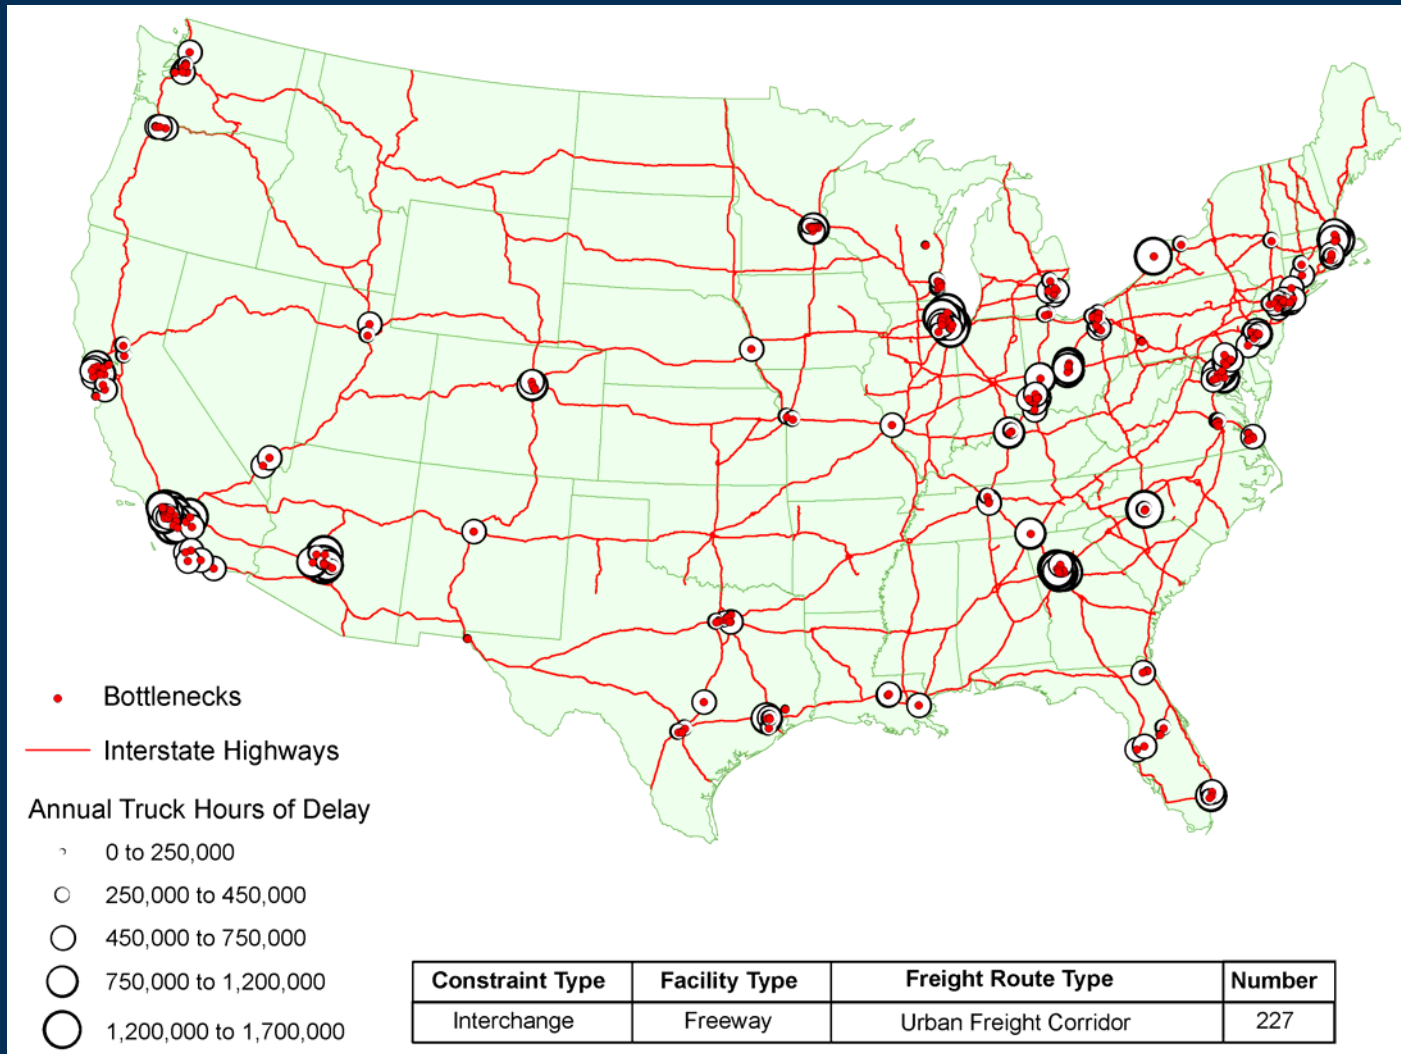 Bottlenecks
Interstate Highways
Annual Truck Hours of Delay
0 to 250,000
250,000 to 450,000
450,000 to 750,000
750,000 to 1,200,000
1,200,000 to 1,700,000
Constraint Type Facility Type Freight Route Type Number
Interchange Freeway Urban Freight Corridor 227